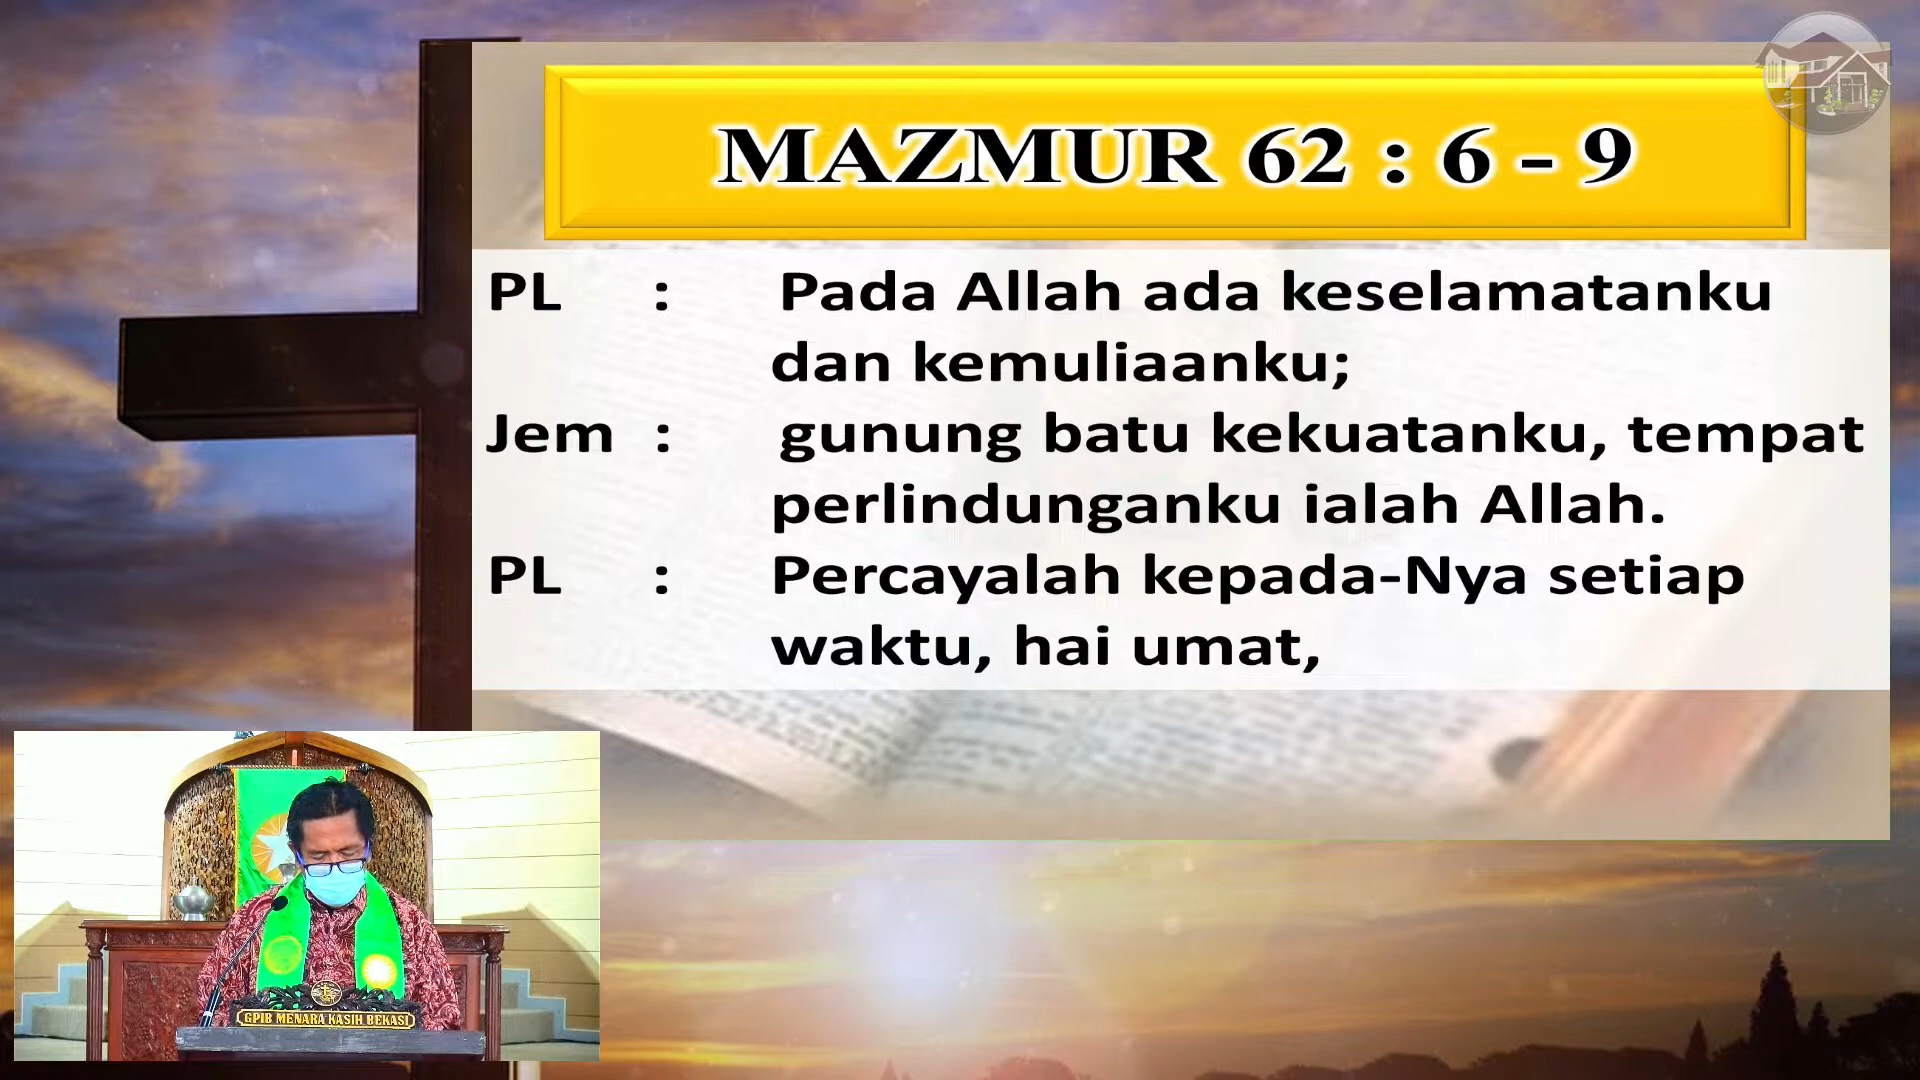 MAZMUR 62 : 6 – 9
PL : Pada Allah ada keselamatanku
dan kemuliaanku;
Jem : gunung batu kekuatanku, tempat
perlindunganku ialah Allah.
PL : Percayalah kepada-Nya setiap
waktu, hai umat,
GPIB MENARA KASIH BEKASI